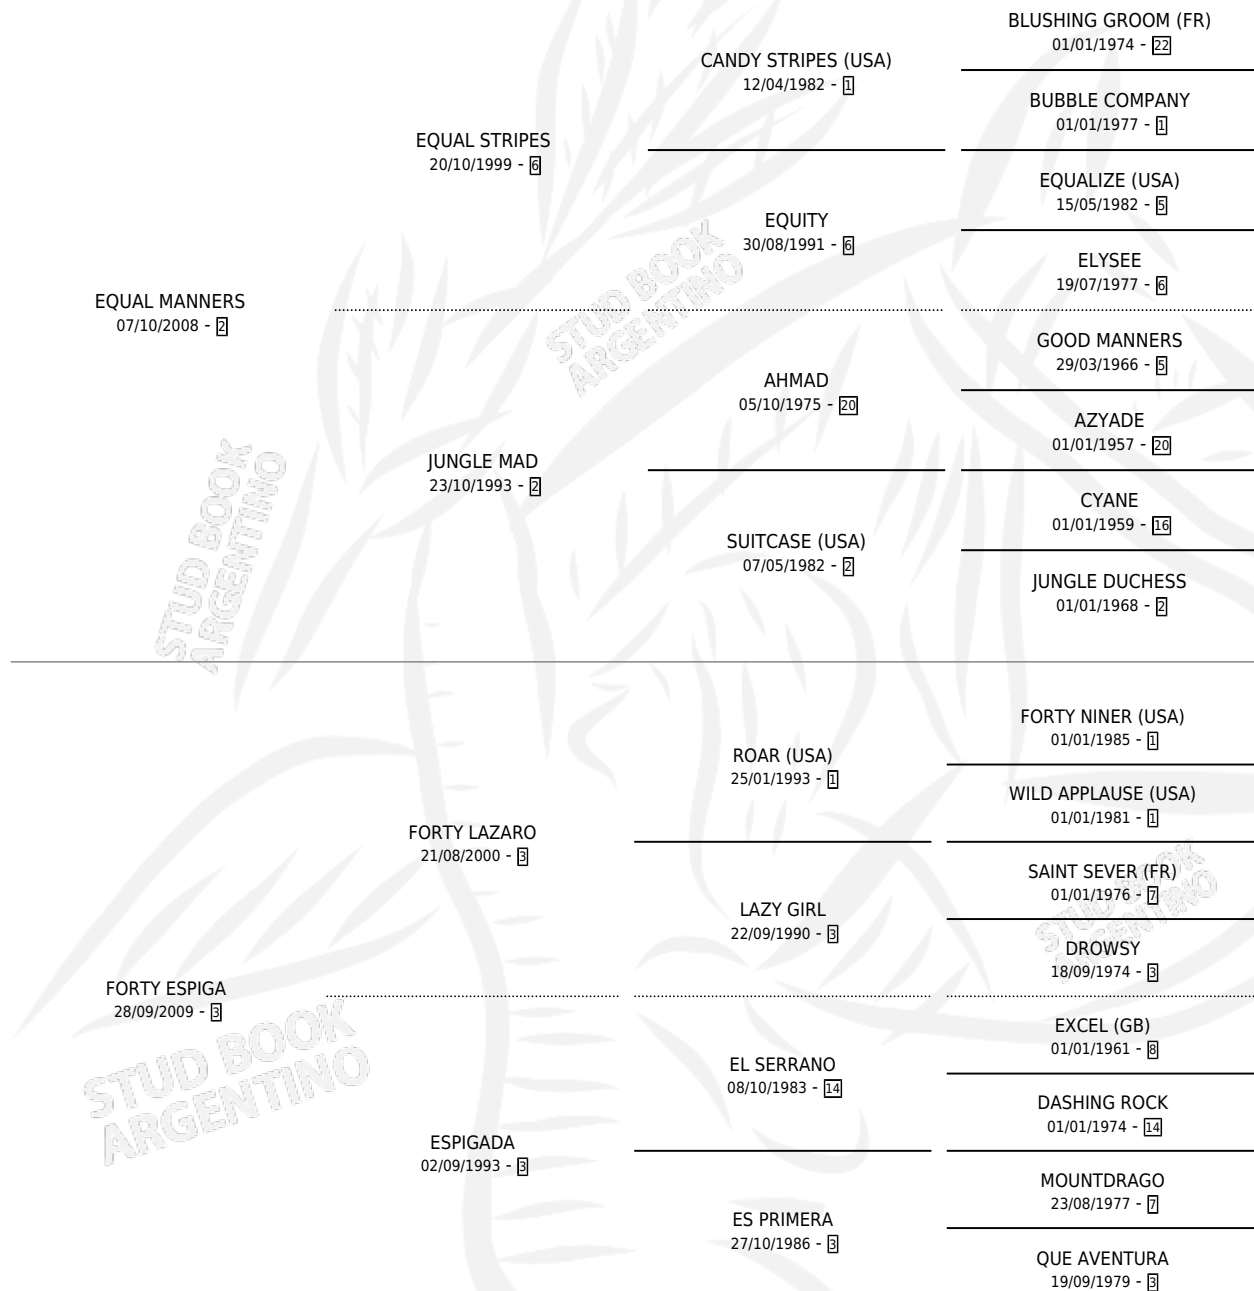 BLUSHING GROOM (FR)
01/01/1974 - 22
CANDY STRIPES (USA)
12/04/1982 - 1
BUBBLE COMPANY
01/01/1977 - 1
EQUAL STRIPES
20/10/1999 - 6
EQUALIZE (USA)
15/05/1982 - 5
EQUITY
30/08/1991 - 6
ELYSEE
19/07/1977 - 6
EQUAL MANNERS
07/10/2008 - 2
GOOD MANNERS
29/03/1966 - 5
AHMAD
05/10/1975 - 20
AZYADE
01/01/1957 - 20
JUNGLE MAD
23/10/1993 - 2
CYANE
01/01/1959 - 16
SUITCASE (USA)
07/05/1982 - 2
JUNGLE DUCHESS
01/01/1968 - 2
FORTY NINER (USA)
01/01/1985 - 1
ROAR (USA)
25/01/1993 - 1
WILD APPLAUSE (USA)
01/01/1981 - 1
FORTY LAZARO
21/08/2000 - 3
SAINT SEVER (FR)
01/01/1976 - 7
LAZY GIRL
22/09/1990 - 3
DROWSY
18/09/1974 - 3
FORTY ESPIGA
28/09/2009 - 3
EXCEL (GB)
01/01/1961 - 8
EL SERRANO
08/10/1983 - 14
DASHING ROCK
01/01/1974 - 14
ESPIGADA
02/09/1993 - 3
MOUNTDRAGO
23/08/1977 - 7
ES PRIMERA
27/10/1986 - 3
QUE AVENTURA
19/09/1979 - 3
STUD BOOK
ARGENTINO
STUD BOOK
ARGENTINO
STUD BOOK
ARGENTINO
STUD BOOK
ARGENTINO